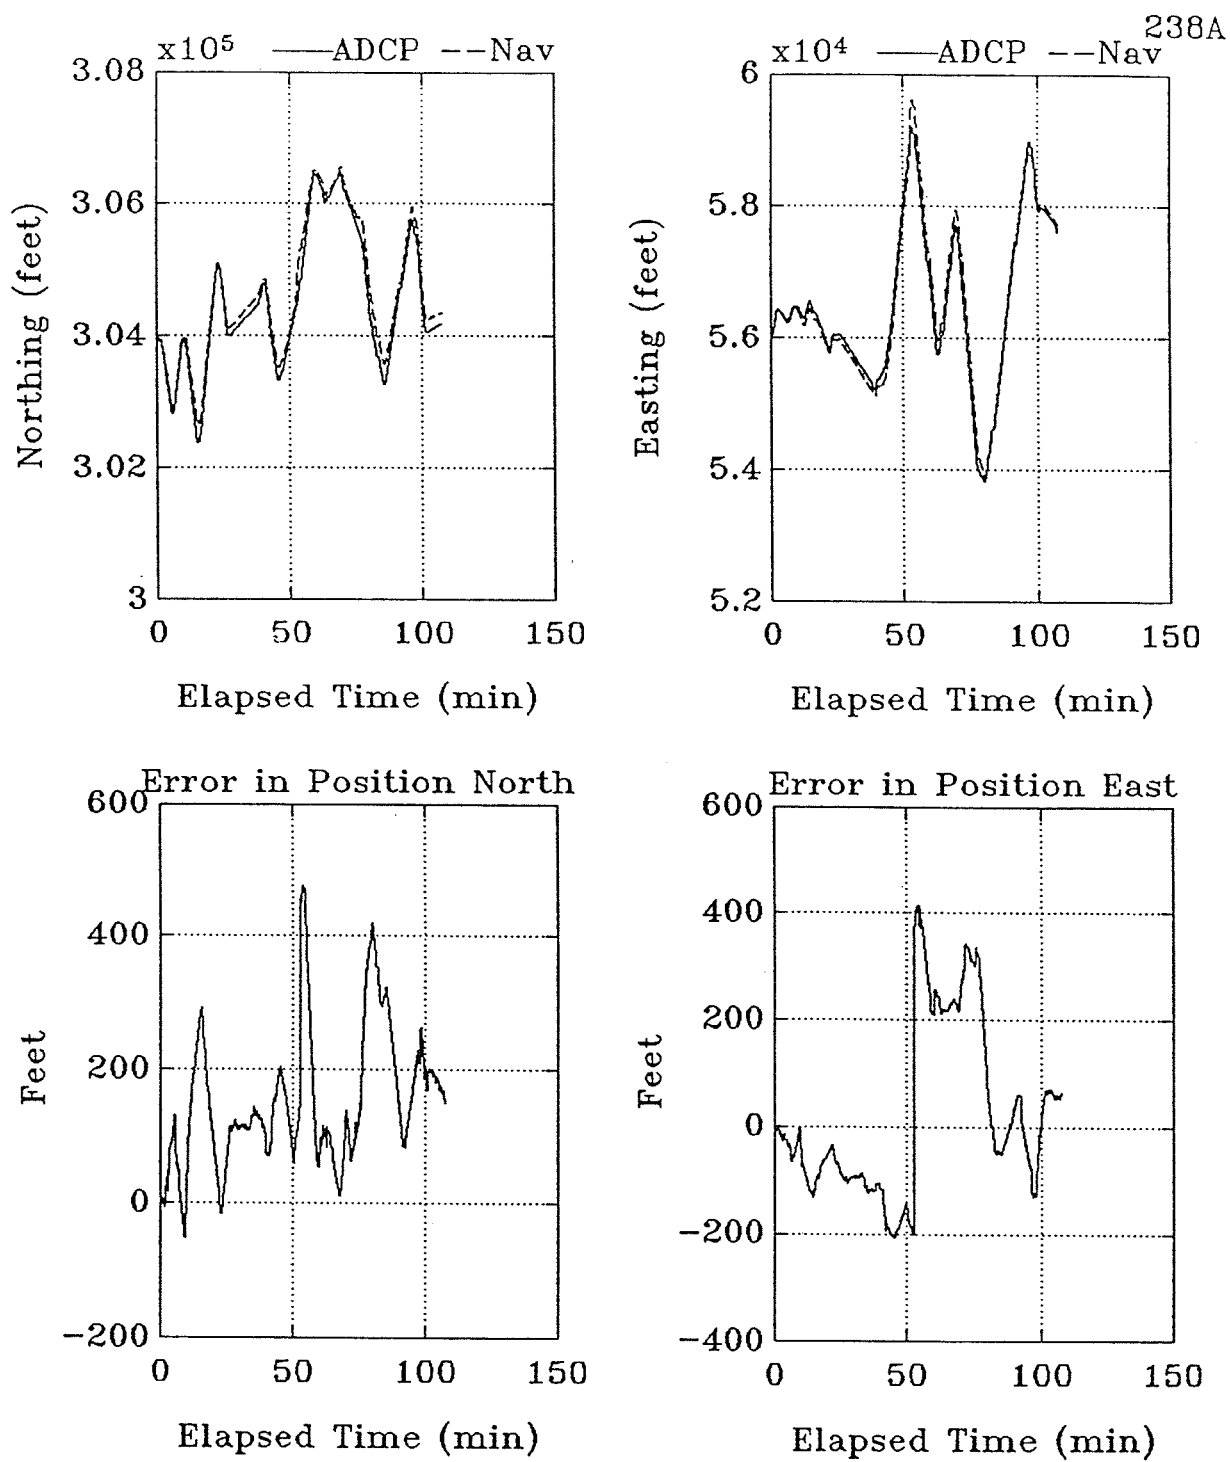 238A
x10⁵ ——ADCP --Nav
3.08
3.06
3.04
3.02
3
Northing (feet)
0 50 100 150
Elapsed Time (min)
x10⁴ ——ADCP --Nav
6
5.8
5.6
5.4
5.2
Easting (feet)
0 50 100 150
Elapsed Time (min)
Error in Position North
600
400
200
0
-200
Feet
0 50 100 150
Elapsed Time (min)
Error in Position East
600
400
200
0
-200
-400
Feet
0 50 100 150
Elapsed Time (min)